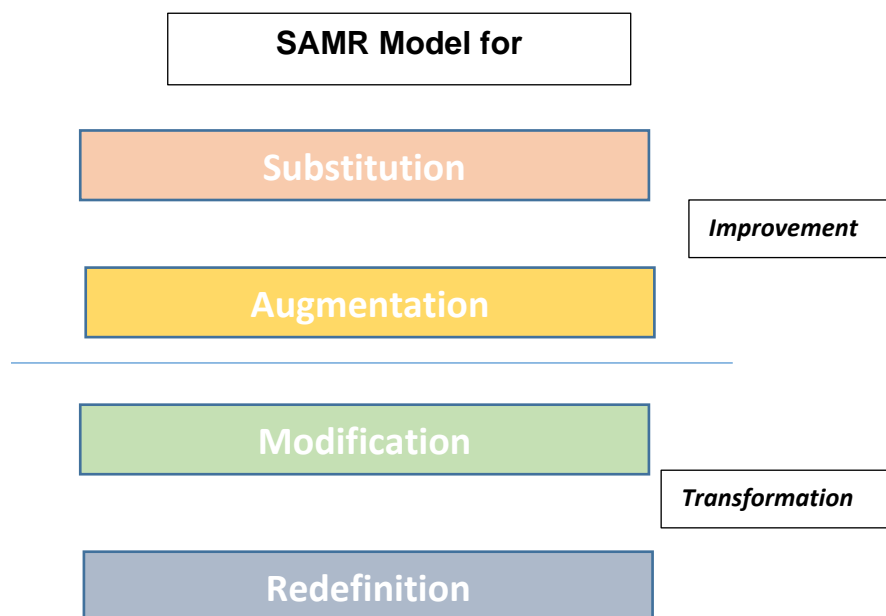 SAMR Model for
Substitution
Improvement
Augmentation
Modification
Transformation
Redefinition